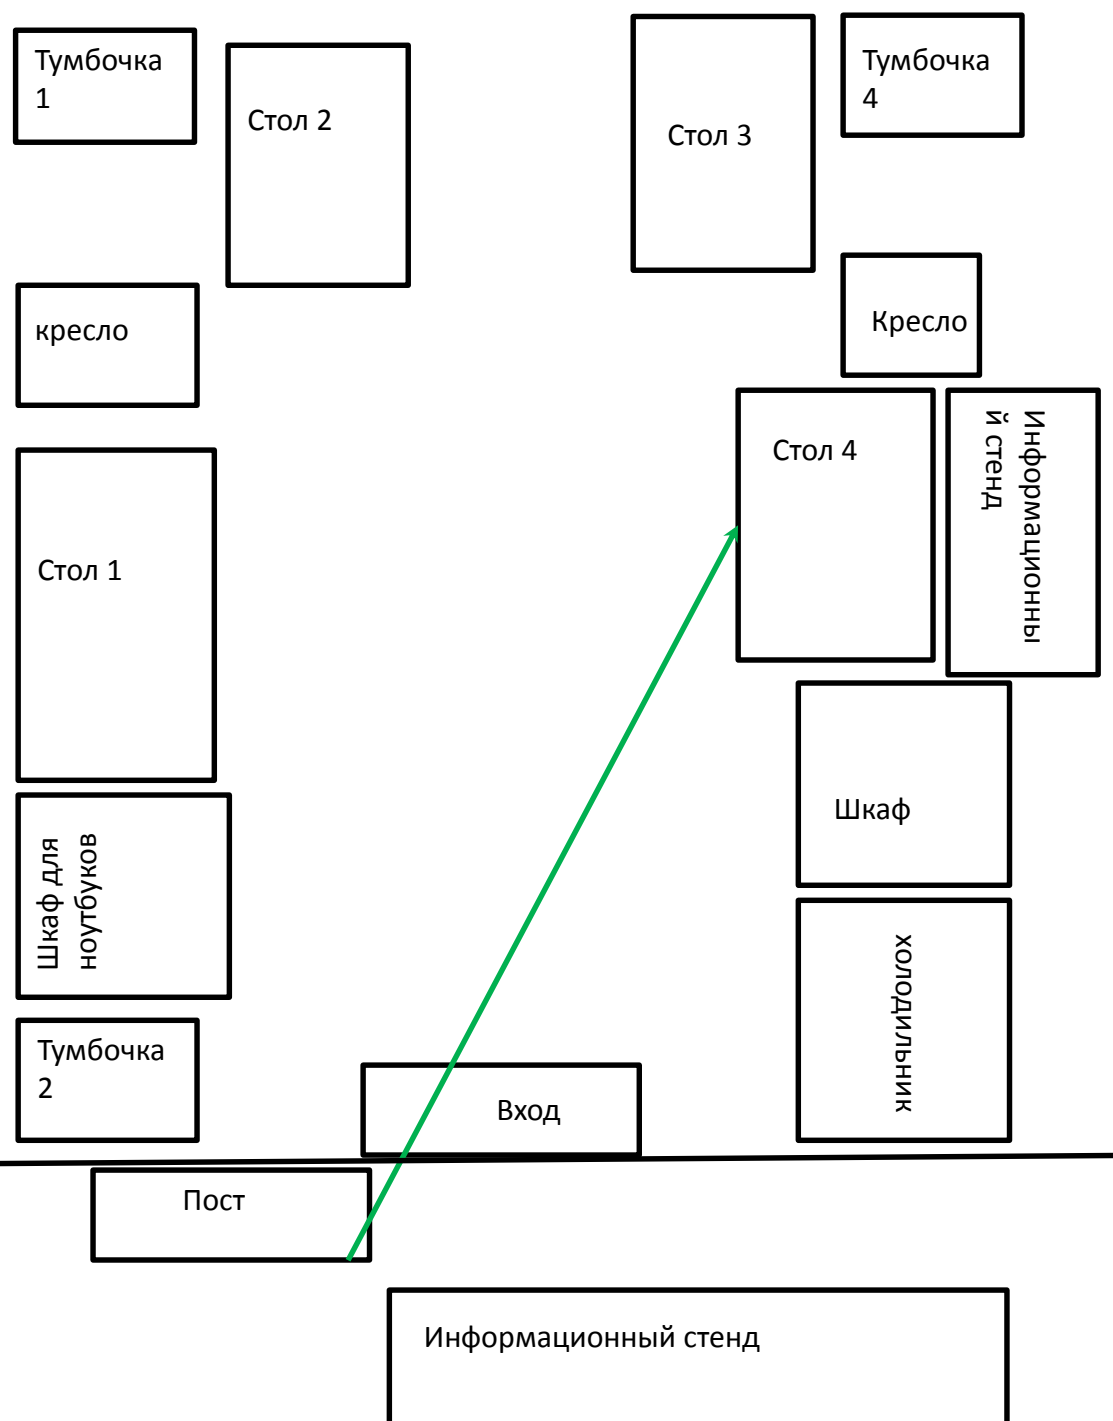 Тумбочка
1
Стол 2
Стол 3
Тумбочка
4
кресло
Кресло
Стол 4
Информационны
й стенд
Стол 1
Шкаф
Шкаф для
ноутбуков
холодильник
Тумбочка
2
Вход
Пост
Информационный стенд